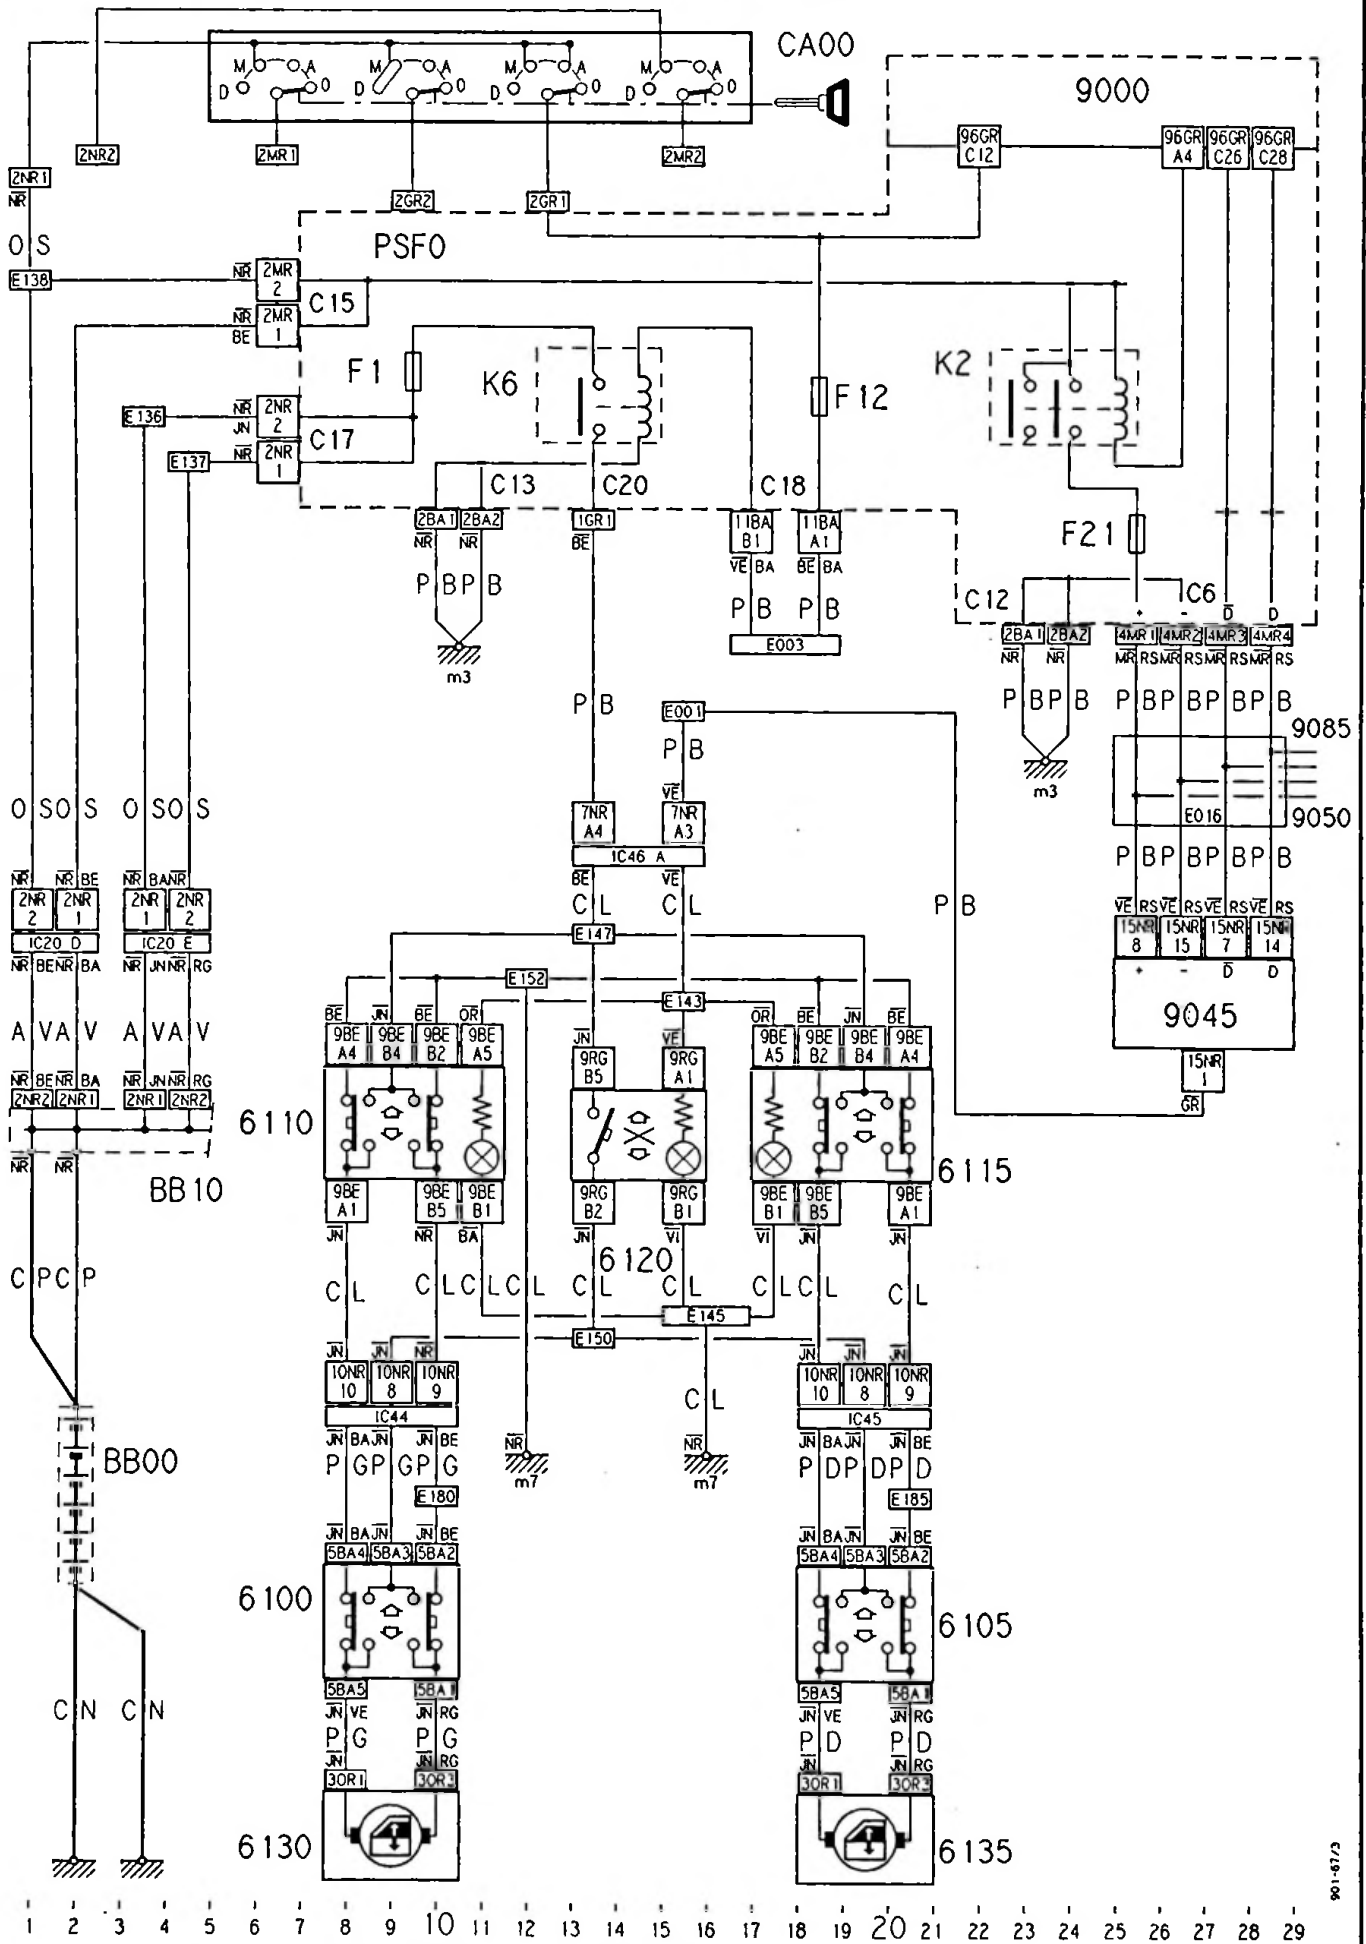 CA00
M A M A M A M A
D O D O D O D O
9000
2NR2 2MR1 2MR2
96GR C12
96GR A4
96GR C26
96GR C28
2NR1
NR
2GR2 2GR1
O S
PSF0
E138
NR 2MR 2
C15
NR 2MR 1
BE
F1
K6
F12
K2
E136
NR 2NR 2
JN
C17
E137
NR 2NR 1
C13 C20 C18
2BA1 2BA2 1GR1
11BA B1
11BA A1
NR NR BE VE BA BE BA
F21
P B P B P B P B
C12 C6
+ - D D
E003
2BA1 2BA2 4MR1 4MR2 4MR3 4MR4
NR NR MR RS MR RS MR RS MR RS
m3
P B
E001
P B P B P B P B P B P B
P B
m3
9085
E016
9050
O S O S O S O S
VE
7NR A4
7NR A3
IC46 A
BE VE
P B P B P B P B
NR NR BE NR BA NR
2NR 2
2NR 1
2NR 1
2NR 2
IC20 D IC20 E
C L C L
P B
VE RS VE RS VE RS VE RS
15NR 8
15NR 15
15NR 7
15NR 14
+ - D D
9045
15NR 1
GR
E147
NR BE NR BA NR JN NR RG
E152
E143
A V A V A V A V
BE JN BE OR JN VE OR BE JN BE
9BE A4
9BE B4
9BE B2
9BE A5
9RG B5
9RG A1
9BE A5
9BE B2
9BE B4
9BE A4
NR BE NR BA NR JN NR RG
2NR2 2NR1 2NR1 2NR2
6110
6115
NR NR
BB10
9BE A1
9BE B5
9BE B1
9RG B2
9RG B1
9BE B1
9BE B5
9BE A1
JN NR BA JN VI VI JN JN
6120
C P C P
C L C L C L C L C L C L C L C L
E145
E150
JN JN NR JN JN JN
10NR 10
10NR 8
10NR 9
10NR 10
10NR 8
10NR 9
IC44
C L
IC45
JN BA JN JN BE NR NR JN BA JN JN BE
BB00
P G P G P G
m7 m7
P D P D P D
E180 E185
JN BA JN JN BE JN BA JN JN BE
5BA4 5BA3 5BA2 5BA4 5BA3 5BA2
6100
6105
5BA5 5BA1 5BA5 5BA1
JN VE JN RG JN VE JN RG
C N C N
P G P G P D P D
JN JN RG JN JN RG
30R1 30R3 30R1 30R3
6130
6135
901-67/3
1 2 3 4 5 6 7 8 9 10 11 12 13 14 15 16 17 18 19 20 21 22 23 24 25 26 27 28 29